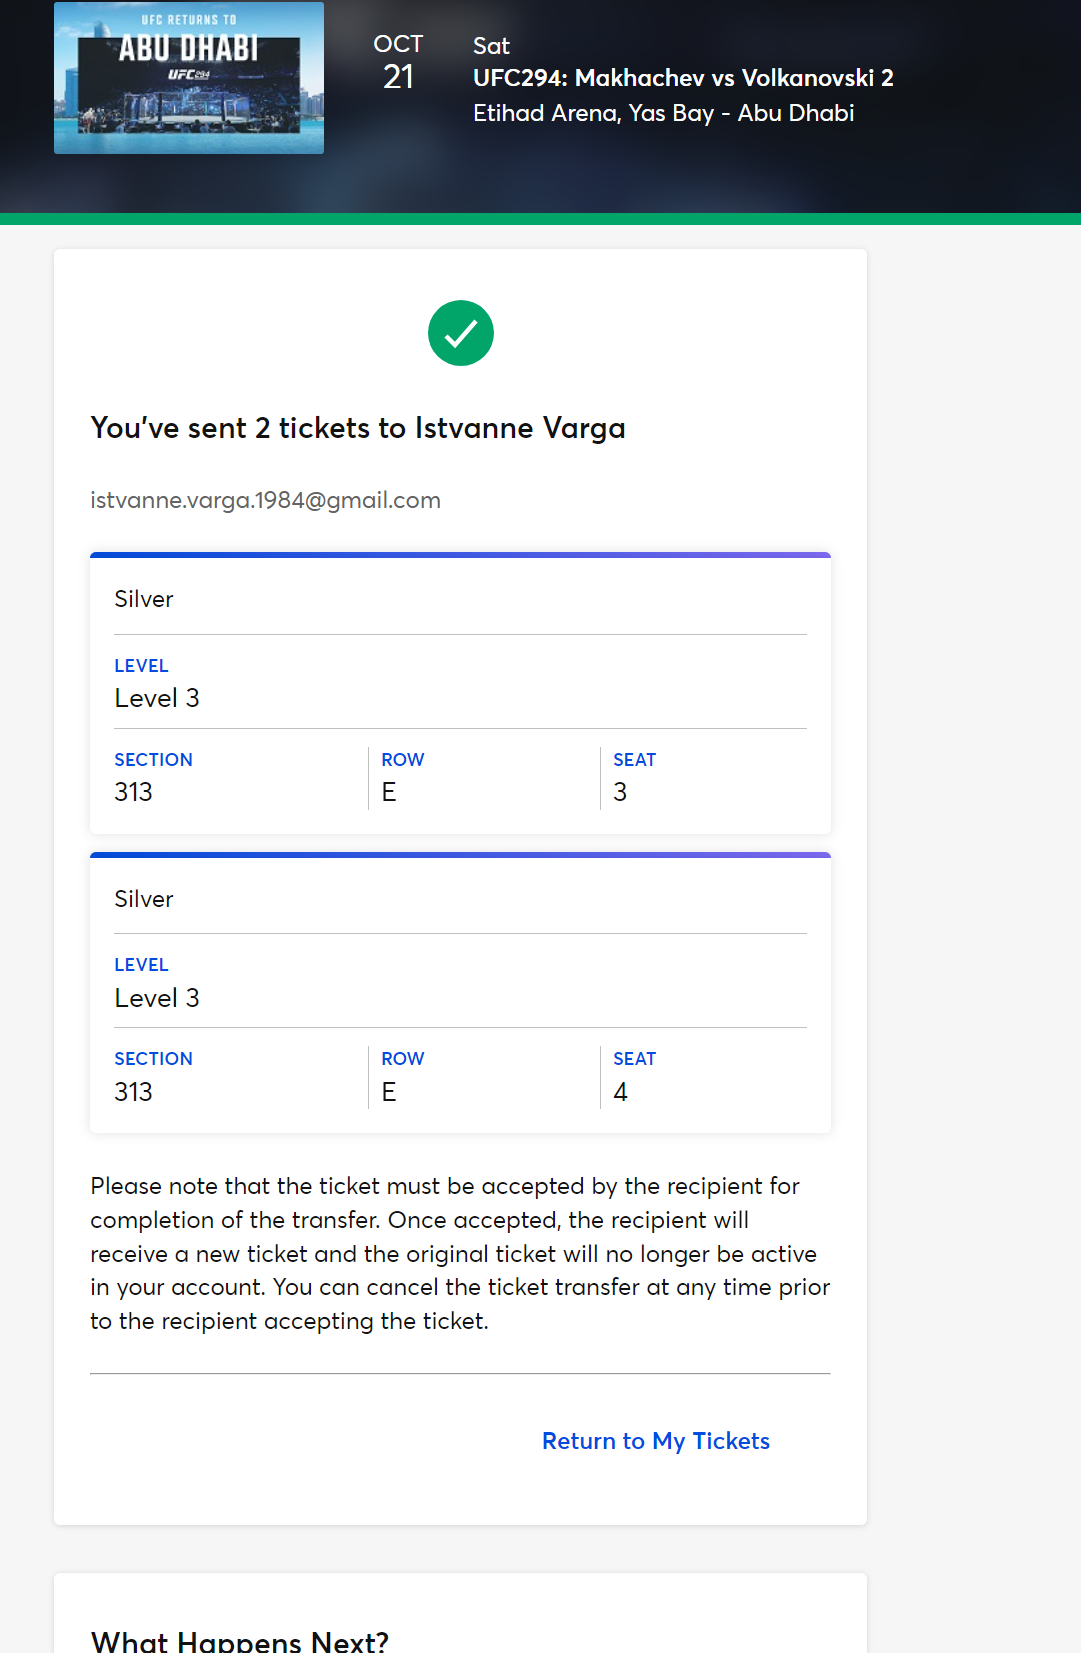 UFC RETURNS TO
ABU DHABI
UFC 294
OCT
21
Sat
UFC294: Makhachev vs Volkanovski 2
Etihad Arena, Yas Bay - Abu Dhabi
You've sent 2 tickets to Istvanne Varga
istvanne.varga.1984@gmail.com
Silver
LEVEL
Level 3
SECTION ROW SEAT
313 E 3
Silver
LEVEL
Level 3
SECTION ROW SEAT
313 E 4
Please note that the ticket must be accepted by the recipient for
completion of the transfer. Once accepted, the recipient will
receive a new ticket and the original ticket will no longer be active
in your account. You can cancel the ticket transfer at any time prior
to the recipient accepting the ticket.
Return to My Tickets
What Happens Next?